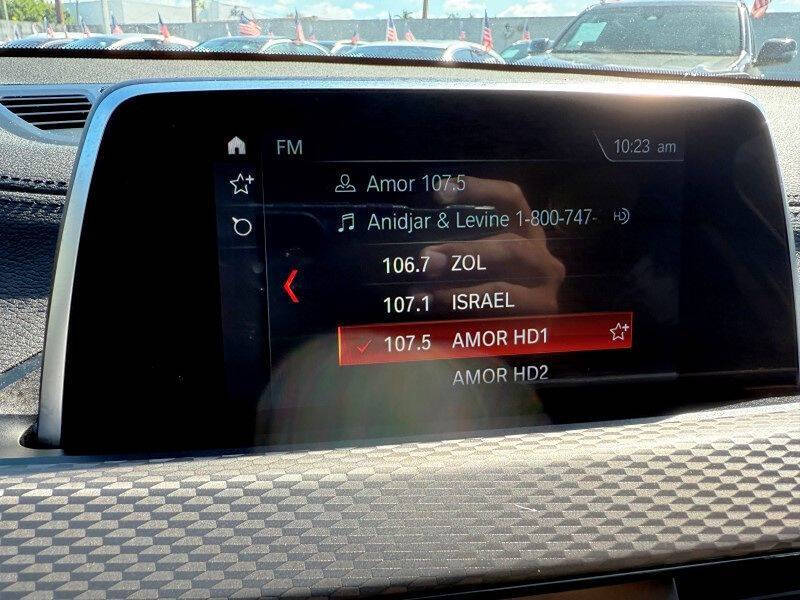 FM
10:23 am
Amor 107.5
Anidjar & Levine 1-800-747-
HD
106.7 ZOL
107.1 ISRAEL
107.5 AMOR HD1
AMOR HD2